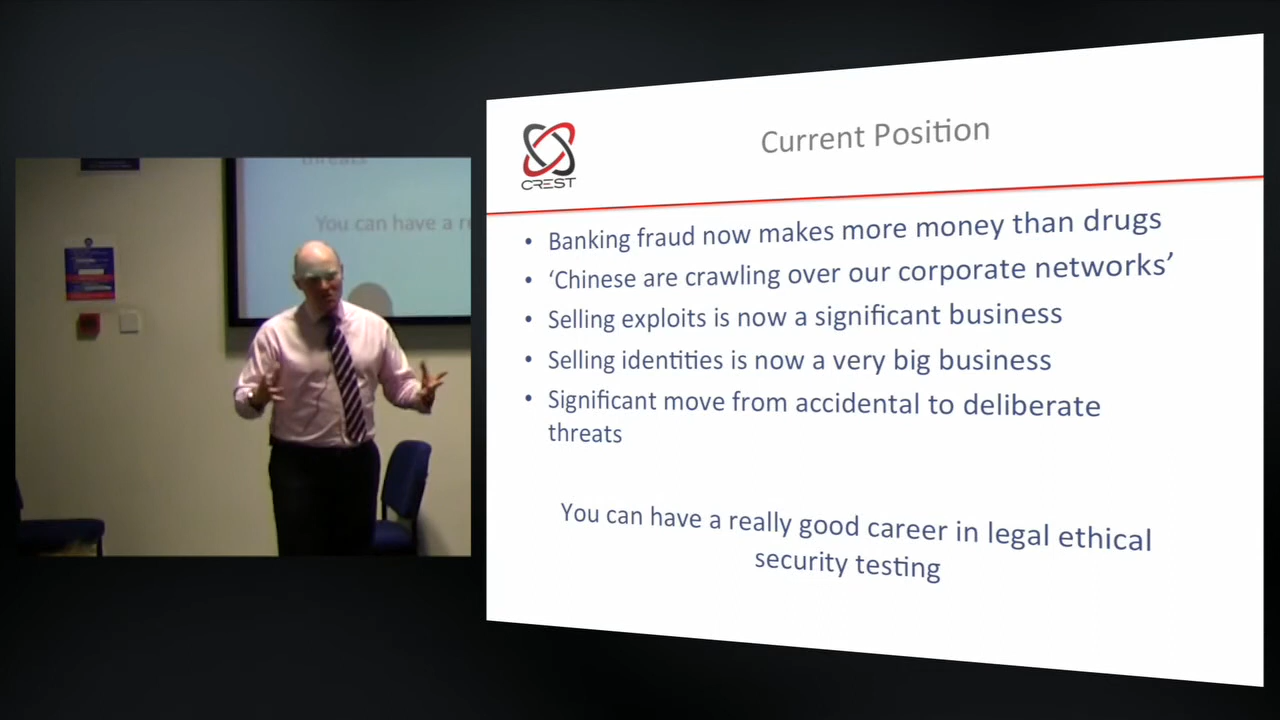 threats
You can have a r
CREST
Current Position
• Banking fraud now makes more money than drugs
• ‘Chinese are crawling over our corporate networks’
• Selling exploits is now a significant business
• Selling identities is now a very big business
• Significant move from accidental to deliberate
threats
You can have a really good career in legal ethical
security testing